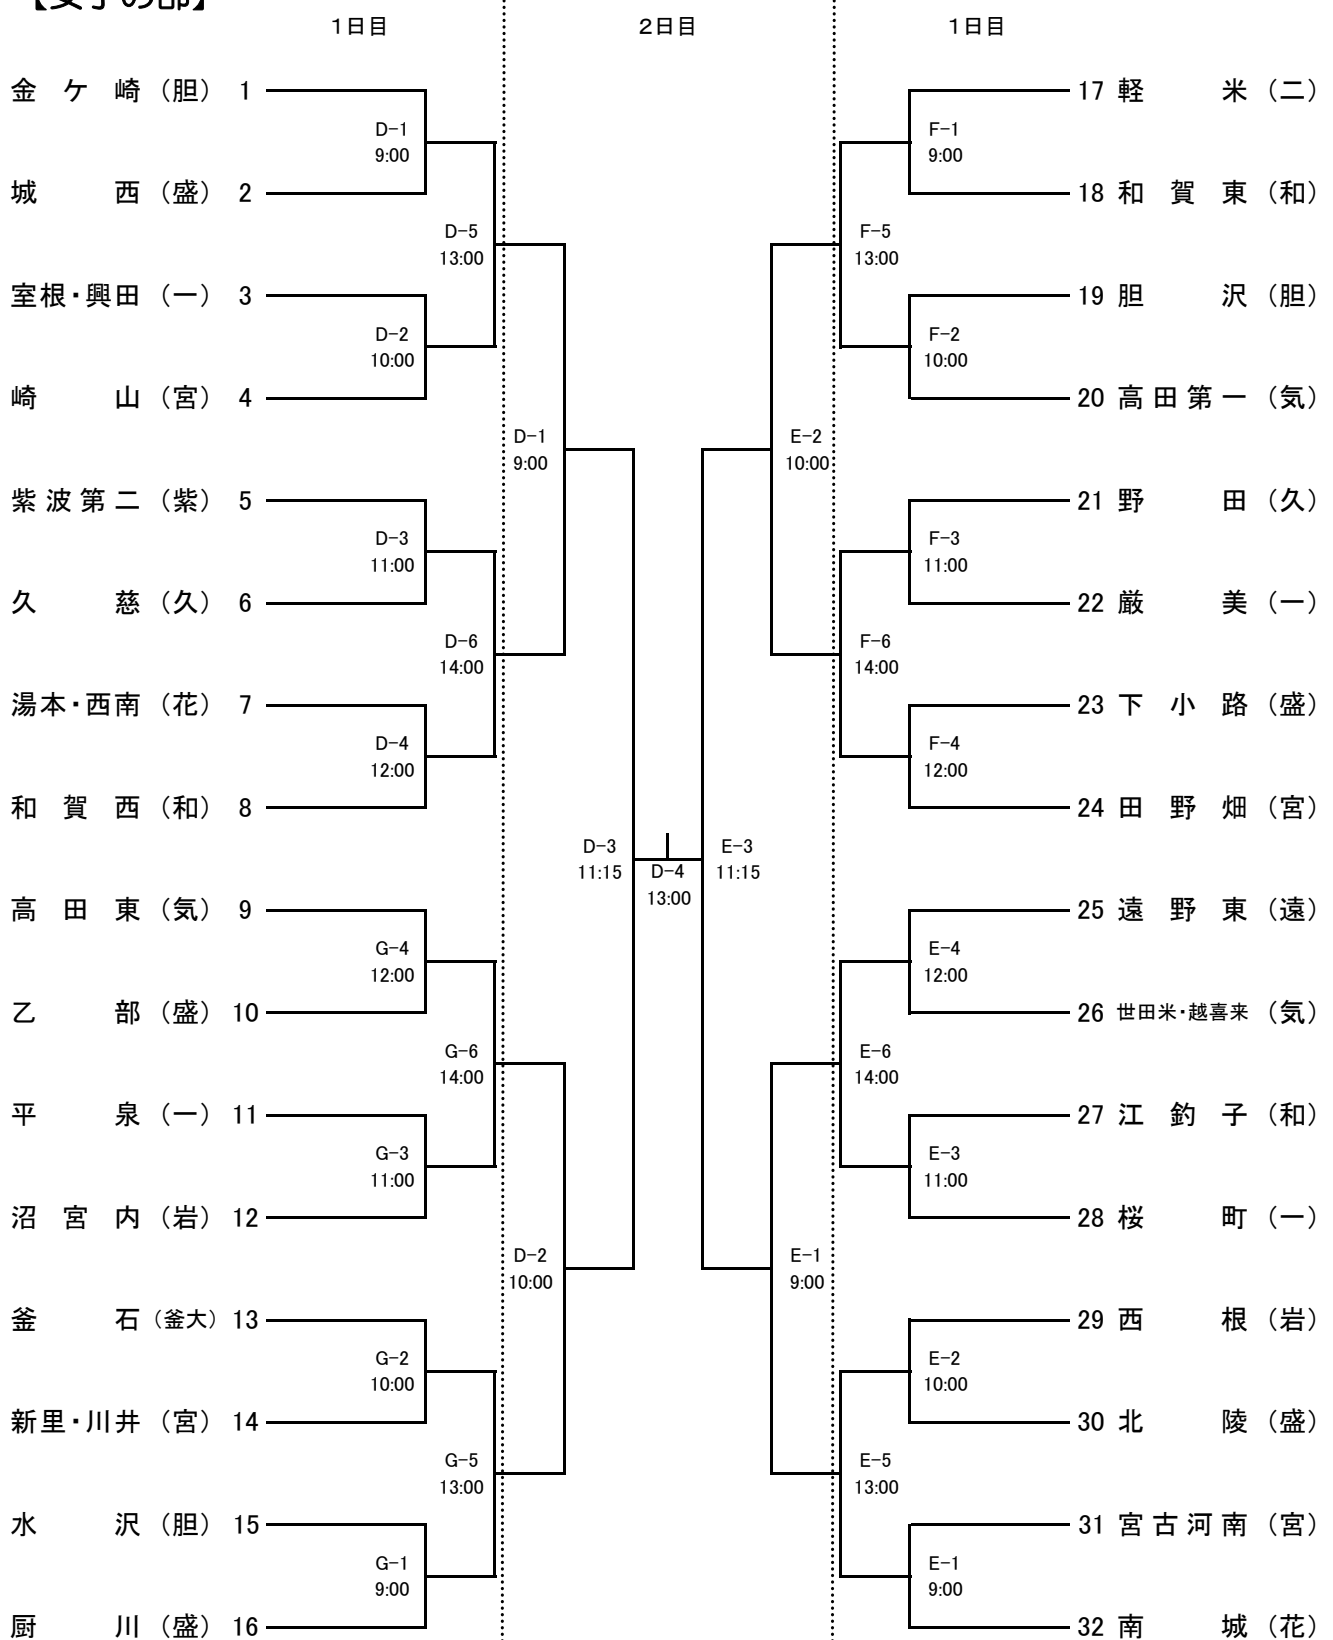 【女子の部】
1日目 2日目 1日目
金ケ崎（胆） 1
17 軽米（二）
D-1
9:00
F-1
9:00
城西（盛） 2
18 和賀東（和）
D-5
13:00
F-5
13:00
室根・興田（一） 3
19 胆沢（胆）
D-2
10:00
F-2
10:00
崎山（宮） 4
20 高田第一（気）
D-1
9:00
E-2
10:00
紫波第二（紫） 5
21 野田（久）
D-3
11:00
F-3
11:00
久慈（久） 6
22 厳美（一）
D-6
14:00
F-6
14:00
湯本・西南（花） 7
23 下小路（盛）
D-4
12:00
F-4
12:00
和賀西（和） 8
24 田野畑（宮）
D-3
11:15
D-4
13:00
E-3
11:15
高田東（気） 9
25 遠野東（遠）
G-4
12:00
E-4
12:00
乙部（盛） 10
26 世田米・越喜来（気）
G-6
14:00
E-6
14:00
平泉（一） 11
27 江釣子（和）
G-3
11:00
E-3
11:00
沼宮内（岩） 12
28 桜町（一）
D-2
10:00
E-1
9:00
釜石（釜大） 13
29 西根（岩）
G-2
10:00
E-2
10:00
新里・川井（宮） 14
30 北陵（盛）
G-5
13:00
E-5
13:00
水沢（胆） 15
31 宮古河南（宮）
G-1
9:00
E-1
9:00
厨川（盛） 16
32 南城（花）